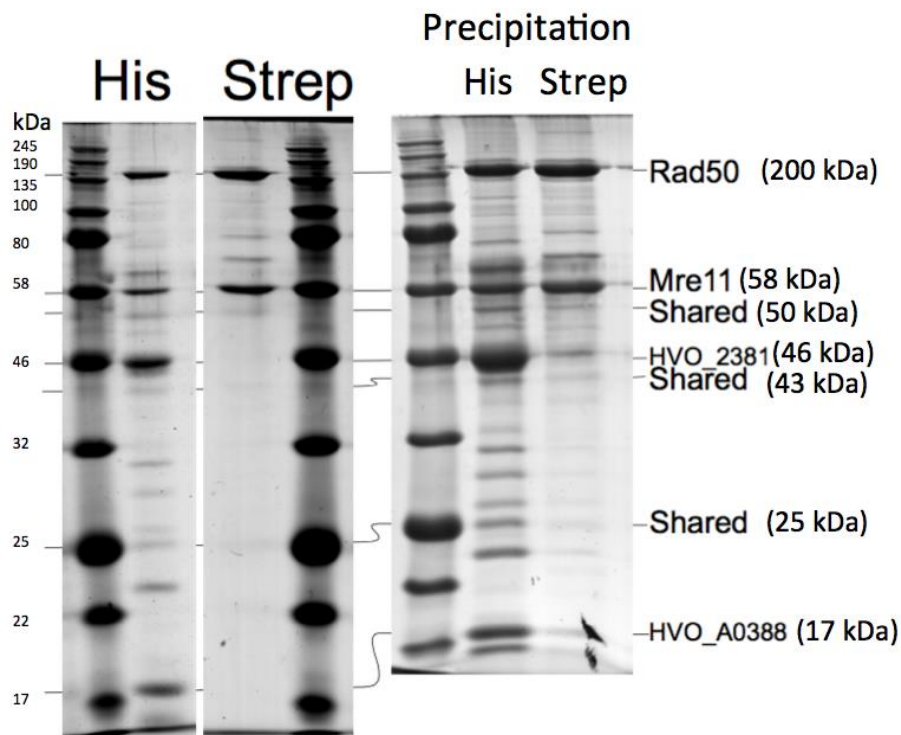 Precipitation
His Strep His Strep
kDa
245
190
135
100
80
58
46
32
25
22
17
Rad50 (200 kDa)
Mre11 (58 kDa)
Shared (50 kDa)
HVO_2381 (46 kDa)
Shared (43 kDa)
Shared (25 kDa)
HVO_A0388 (17 kDa)